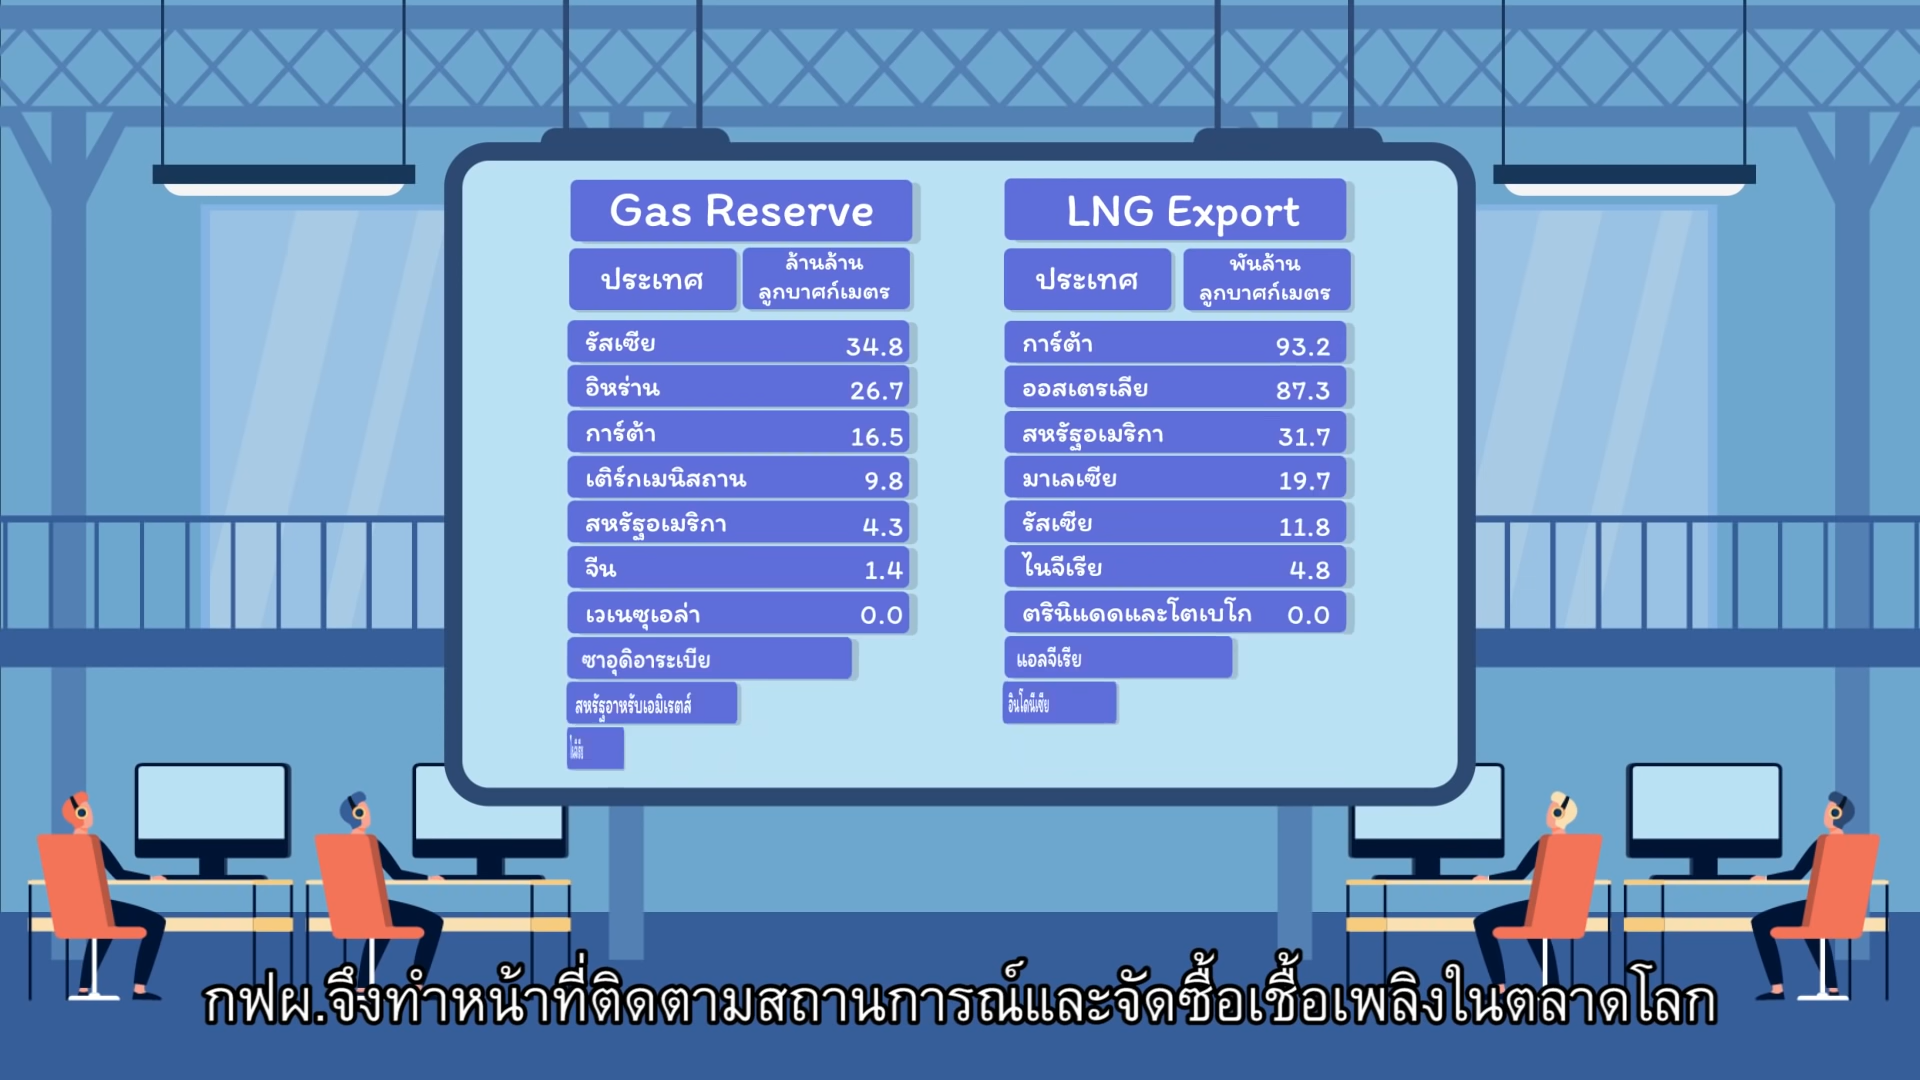 Gas Reserve
ประเทศ
ล้านล้าน
ลูกบาศก์เมตร
รัสเซีย 34.8
อิหร่าน 26.7
การ์ต้า 16.5
เติร์กเมนิสถาน 9.8
สหรัฐอเมริกา 4.3
จีน 1.4
เวเนซุเอล่า 0.0
ซาอุดิอาระเบีย
สหรัฐอาหรับเอมิเรตส์
LNG Export
ประเทศ
พันล้าน
ลูกบาศก์เมตร
การ์ต้า 93.2
ออสเตรเลีย 87.3
สหรัฐอเมริกา 31.7
มาเลเซีย 19.7
รัสเซีย 11.8
ไนจีเรีย 4.8
ตรินิแดดและโตเบโก 0.0
แอลจีเรีย
อินโดนีเซีย
กฟผ.จึงทำหน้าที่ติดตามสถานการณ์และจัดซื้อเชื้อเพลิงในตลาดโลก